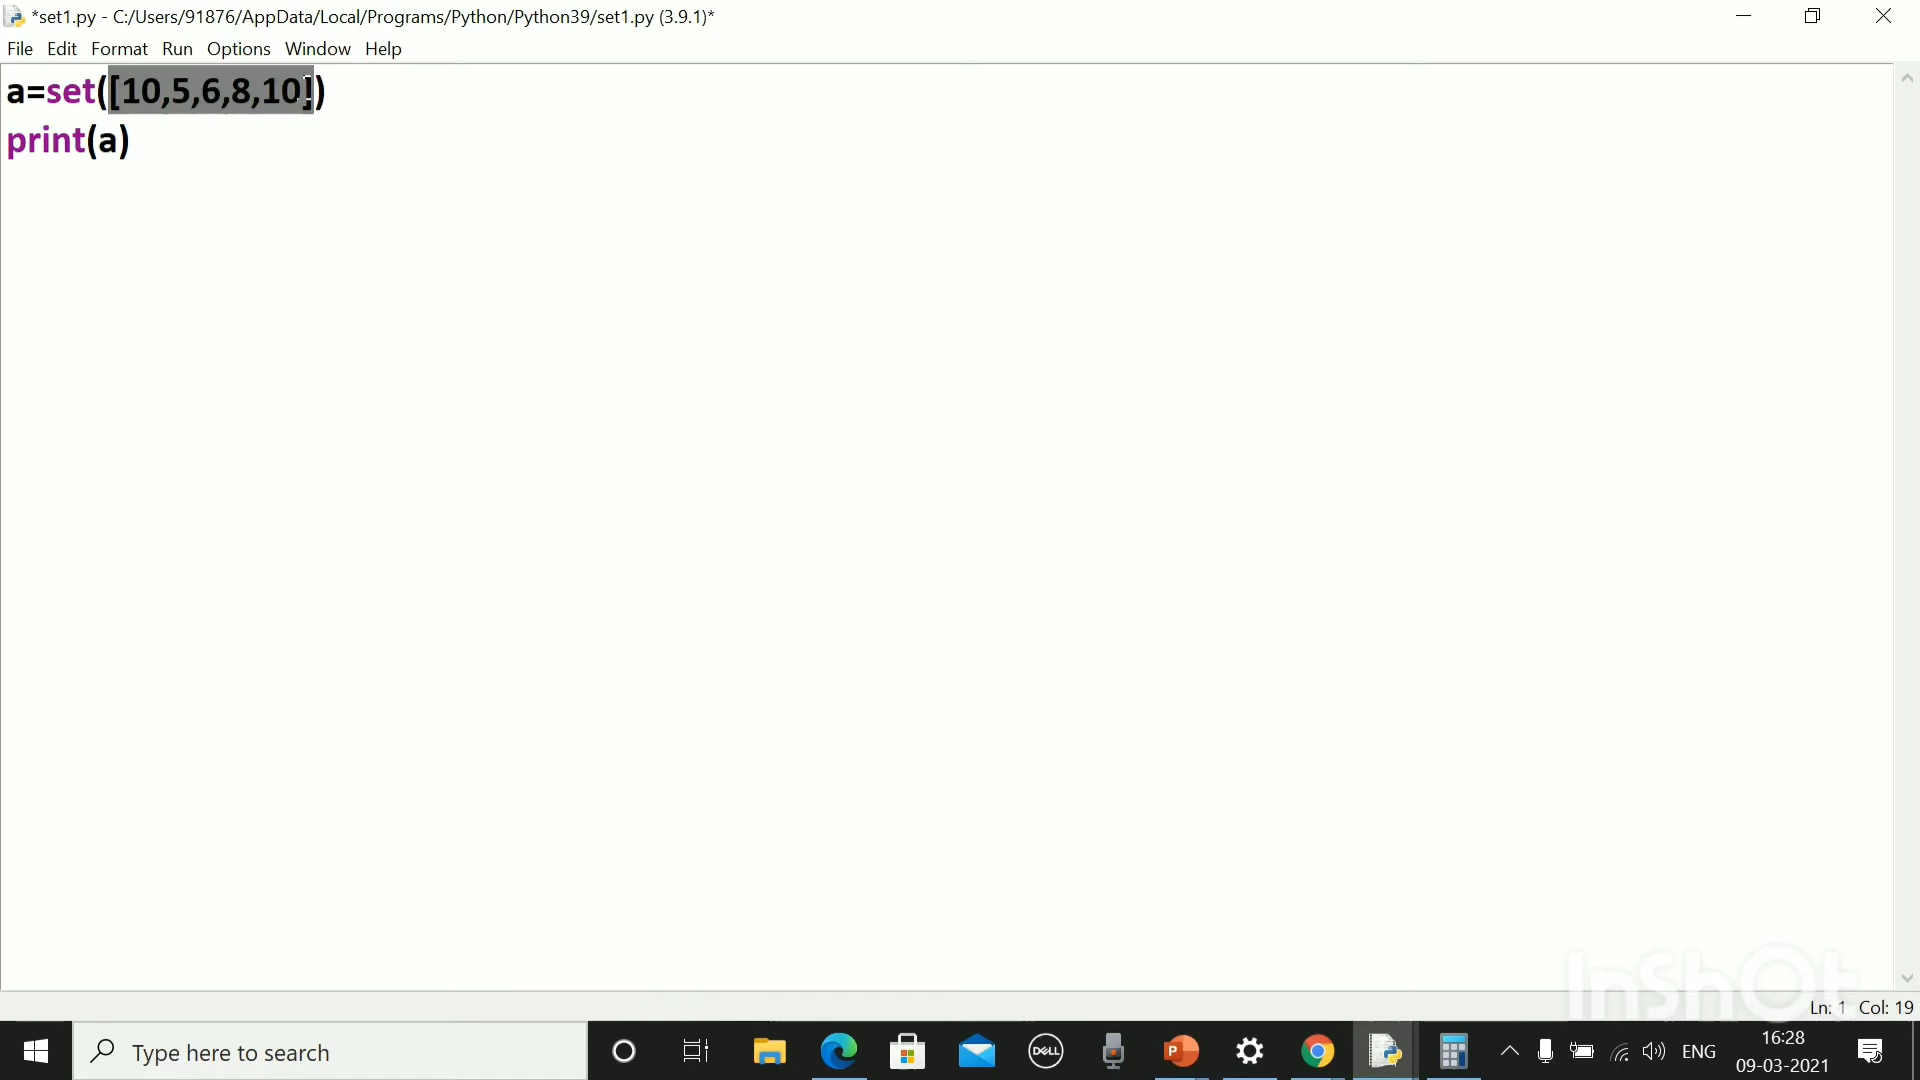 *set1.py - C:/Users/91876/AppData/Local/Programs/Python/Python39/set1.py (3.9.1)*
File Edit Format Run Options Window Help
a=set([10,5,6,8,10])
print(a)
InShOt
Ln: 1 Col: 19
Type here to search
DELL
P
ENG
16:28
09-03-2021